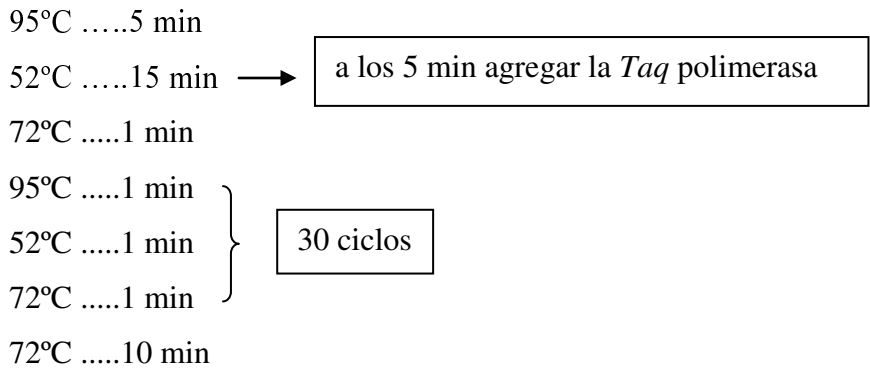 95ºC …..5 min
52ºC …..15 min
a los 5 min agregar la Taq polimerasa
72ºC .....1 min
95ºC .....1 min
52ºC .....1 min
30 ciclos
72ºC .....1 min
72ºC .....10 min